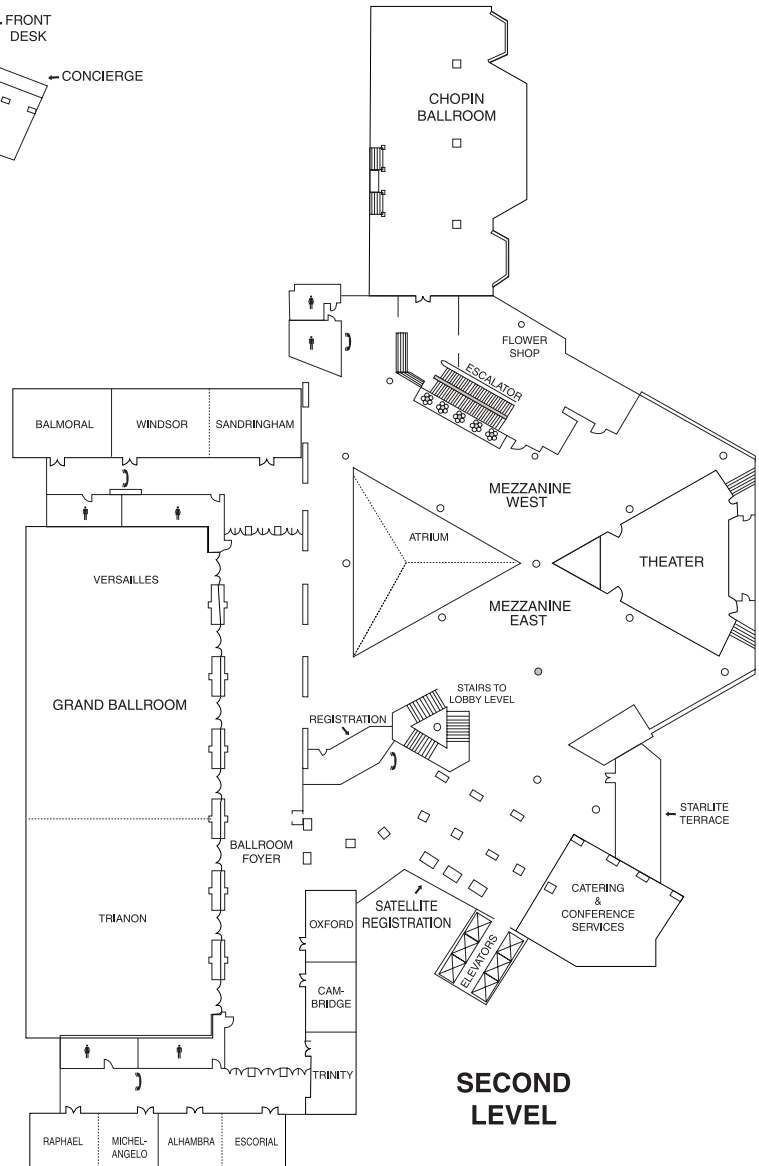 FRONT
DESK
CONCIERGE
CHOPIN
BALLROOM
FLOWER
SHOP
ESCALATOR
BALMORAL
WINDSOR
SANDRINGHAM
MEZZANINE
WEST
ATRIUM
THEATER
VERSAILLES
MEZZANINE
EAST
GRAND BALLROOM
STAIRS TO
LOBBY LEVEL
REGISTRATION
STARLITE
TERRACE
BALLROOM
FOYER
TRIANON
SATELLITE
REGISTRATION
CATERING
&
CONFERENCE
SERVICES
OXFORD
ELEVATORS
CAM-
BRIDGE
TRINITY
SECOND
LEVEL
RAPHAEL
MICHEL-
ANGELO
ALHAMBRA
ESCORIAL